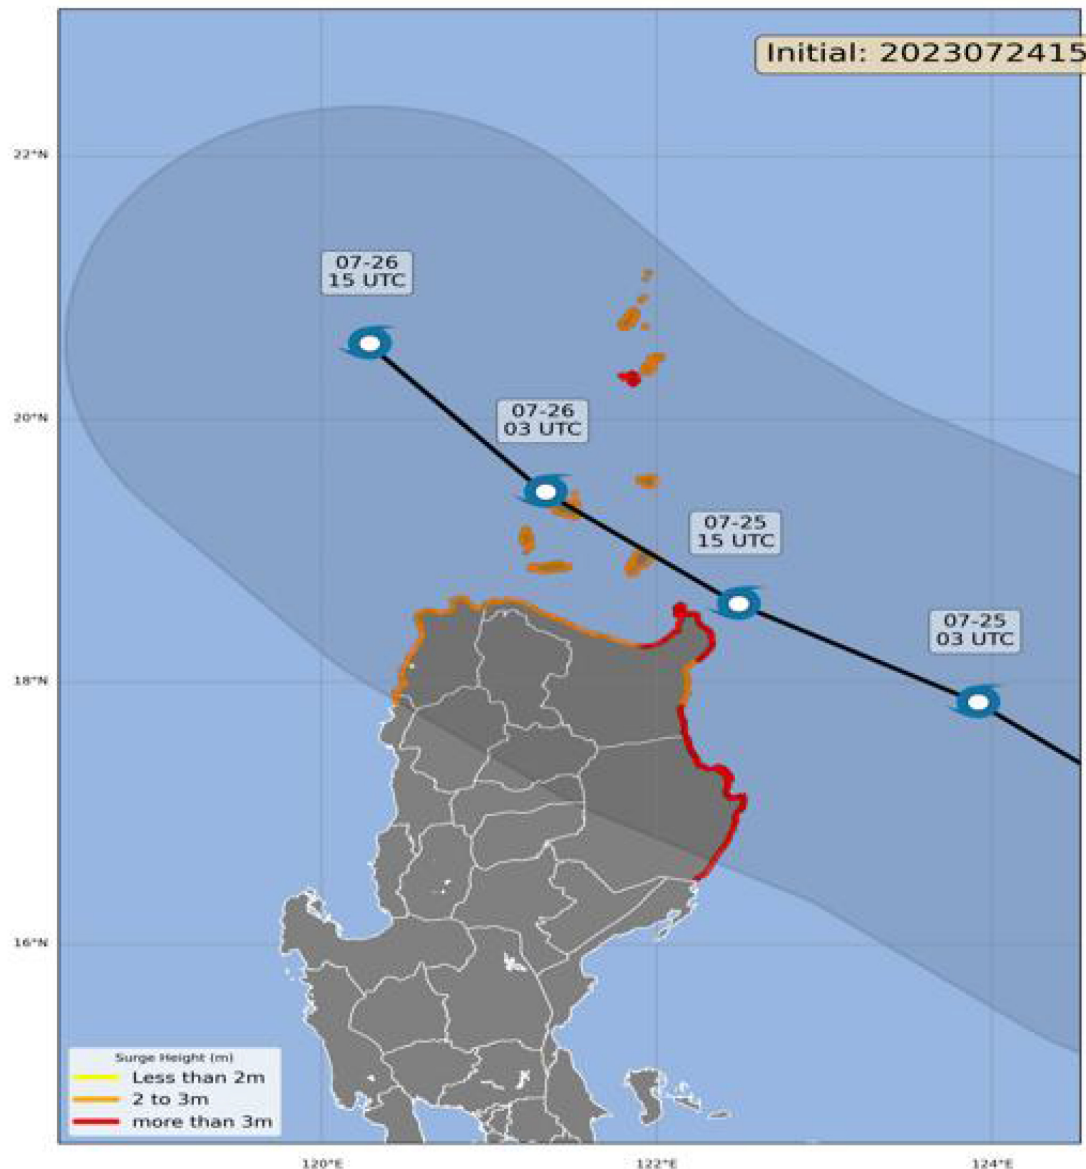 Initial: 2023072415
22°N
07-26
15 UTC
20°N
07-26
03 UTC
07-25
15 UTC
07-25
03 UTC
18°N
16°N
Surge Height (m)
Less than 2m
2 to 3m
more than 3m
120°E
122°E
124°E